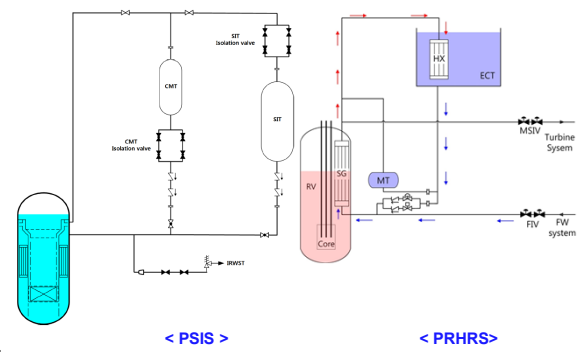 SIT
Isolation valve
CMT
CMT
Isolation valve
SIT
IRWST
< PSIS >
HX
ECT
MSIV
Turbine
Sysem
SG
MT
RV
Core
FIV
FW
system
< PRHRS>